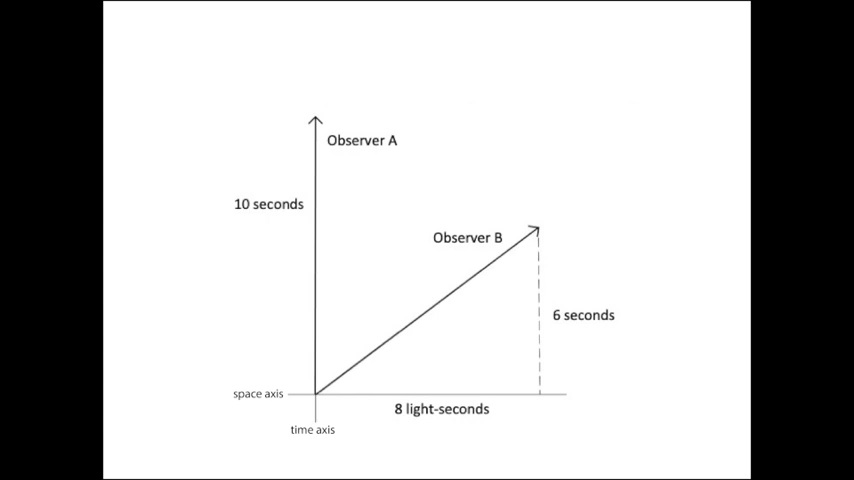 Observer A
10 seconds
Observer B
6 seconds
space axis
8 light-seconds
time axis